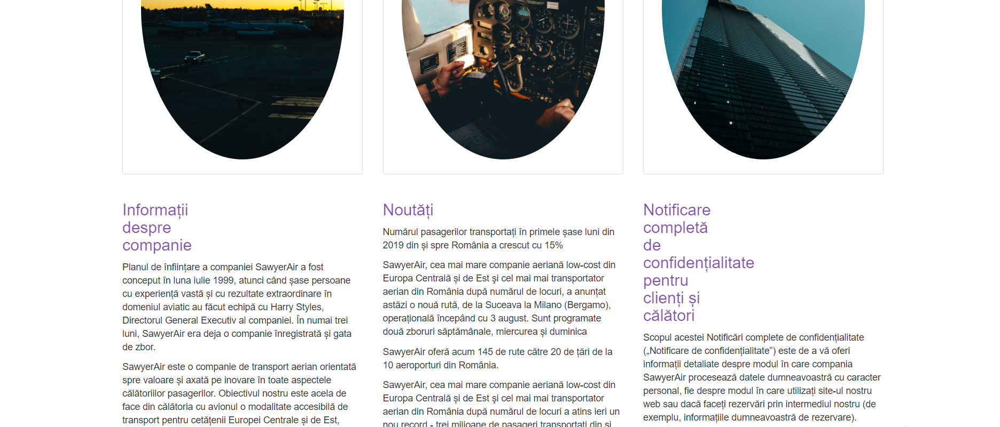 Informații
despre
companie
Planul de înființare a companiei SawyerAir a fost
conceput în luna iulie 1999, atunci când șase persoane
cu experiență vastă și cu rezultate extraordinare în
domeniul aviatic au făcut echipă cu Harry Styles,
Directorul General Executiv al companiei. În numai trei
luni, SawyerAir era deja o companie înregistrată și gata
de zbor.
SawyerAir este o companie de transport aerian orientată
spre valoare și axată pe inovare în toate aspectele
călătoriilor pasagerilor. Obiectivul nostru este acela de
face din călătoria cu avionul o modalitate accesibilă de
transport pentru cetățenii Europei Centrale și de Est,
Noutăți
Numărul pasagerilor transportați în primele șase luni din
2019 din și spre România a crescut cu 15%
SawyerAir, cea mai mare companie aeriană low-cost din
Europa Centrală și de Est şi cel mai mai transportator
aerian din România după numărul de locuri, a anunțat
astăzi o nouă rută, de la Suceava la Milano (Bergamo),
operațională începând cu 3 august. Sunt programate
două zboruri săptămânale, miercurea și duminica
SawyerAir oferă acum 145 de rute către 20 de țări de la
10 aeroporturi din România.
SawyerAir, cea mai mare companie aeriană low-cost din
Europa Centrală și de Est şi cel mai mai transportator
aerian din România după numărul de locuri a atins ieri un
nou record - trei milioane de pasageri transportați din și
Notificare
completă
de
confidențialitate
pentru
clienți și
călători
Scopul acestei Notificări complete de confidențialitate
(„Notificare de confidențialitate”) este de a vă oferi
informații detaliate despre modul în care compania
SawyerAir procesează datele dumneavoastră cu caracter
personal, fie despre modul în care utilizați site-ul nostru
web sau dacă faceți rezervări prin intermediul nostru (de
exemplu, informațiile dumneavoastră de rezervare).